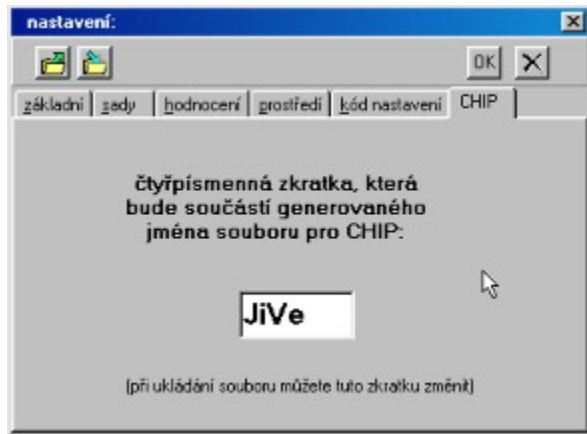 nastavení:
OK
základní sady hodnocení prostředí kód nastavení CHIP
čtyřpísmenná zkratka, která
bude součástí generovaného
jména souboru pro CHIP:
JiVe
(při ukládání souboru můžete tuto zkratku změnit)